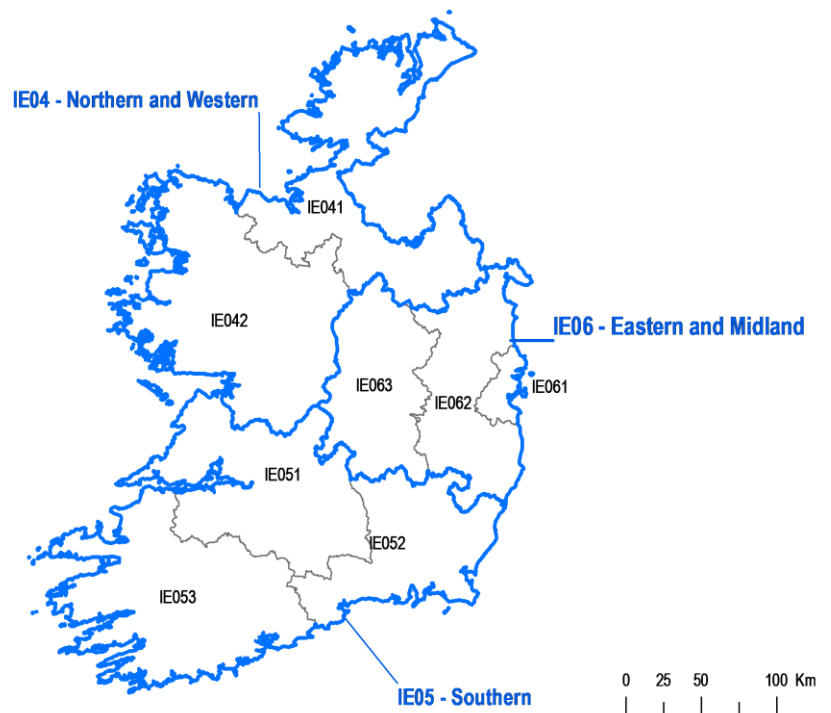 IE04 - Northern and Western
IE041
IE042
IE06 - Eastern and Midland
IE063
IE061
IE062
IE051
IE052
IE053
IE05 - Southern
0 25 50 100 Km